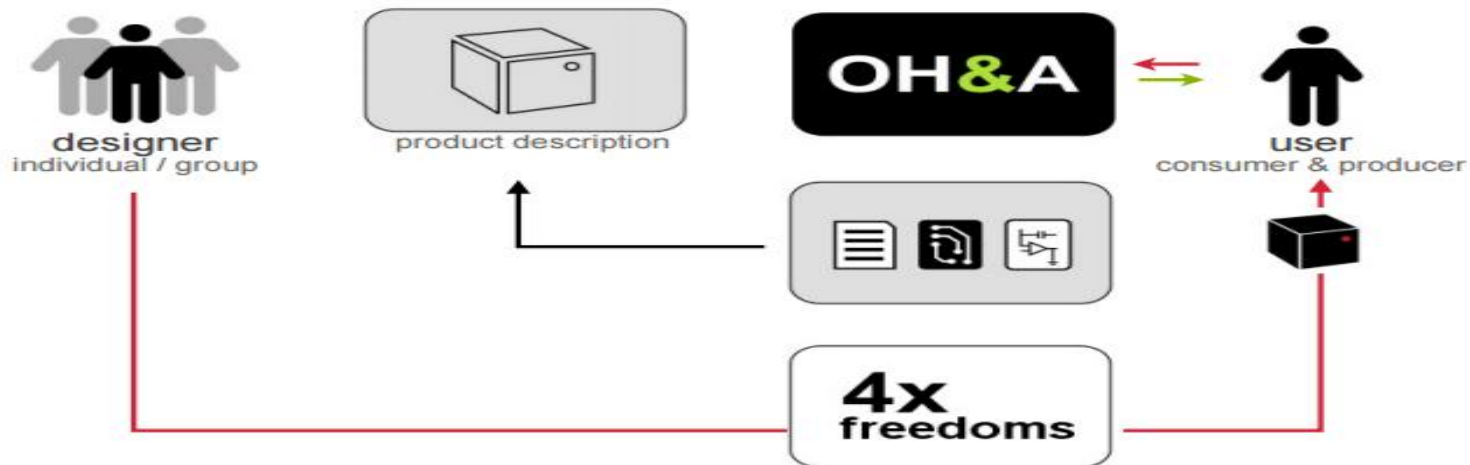 designer
individual / group
product description
OH&A
user
consumer & producer
4x
freedoms